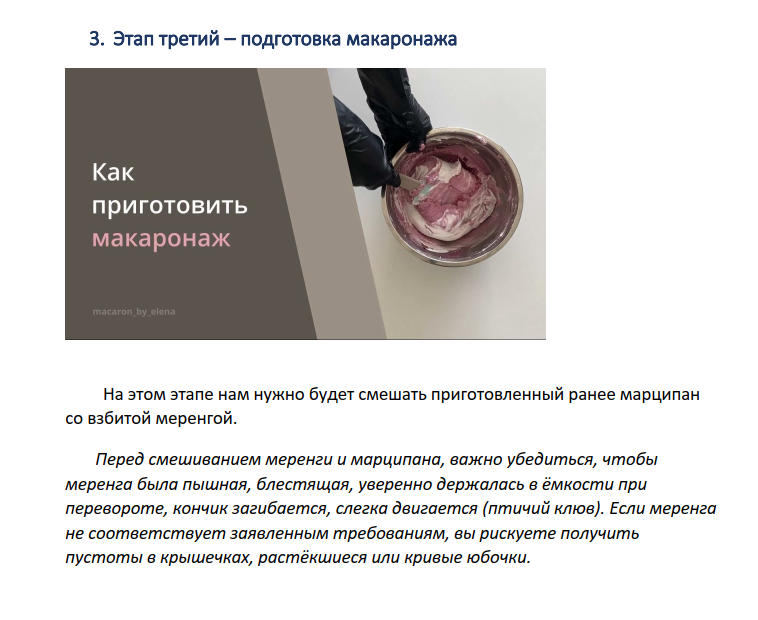 3. Этап третий – подготовка макаронажа
Как
приготовить
макаронаж
macaron_by_elena
На этом этапе нам нужно будет смешать приготовленный ранее марципан
со взбитой меренгой.
Перед смешиванием меренги и марципана, важно убедиться, чтобы
меренга была пышная, блестящая, уверенно держалась в ёмкости при
перевороте, кончик загибается, слегка двигается (птичий клюв). Если меренга
не соответствует заявленным требованиям, вы рискуете получить
пустоты в крышечках, растёкшиеся или кривые юбочки.